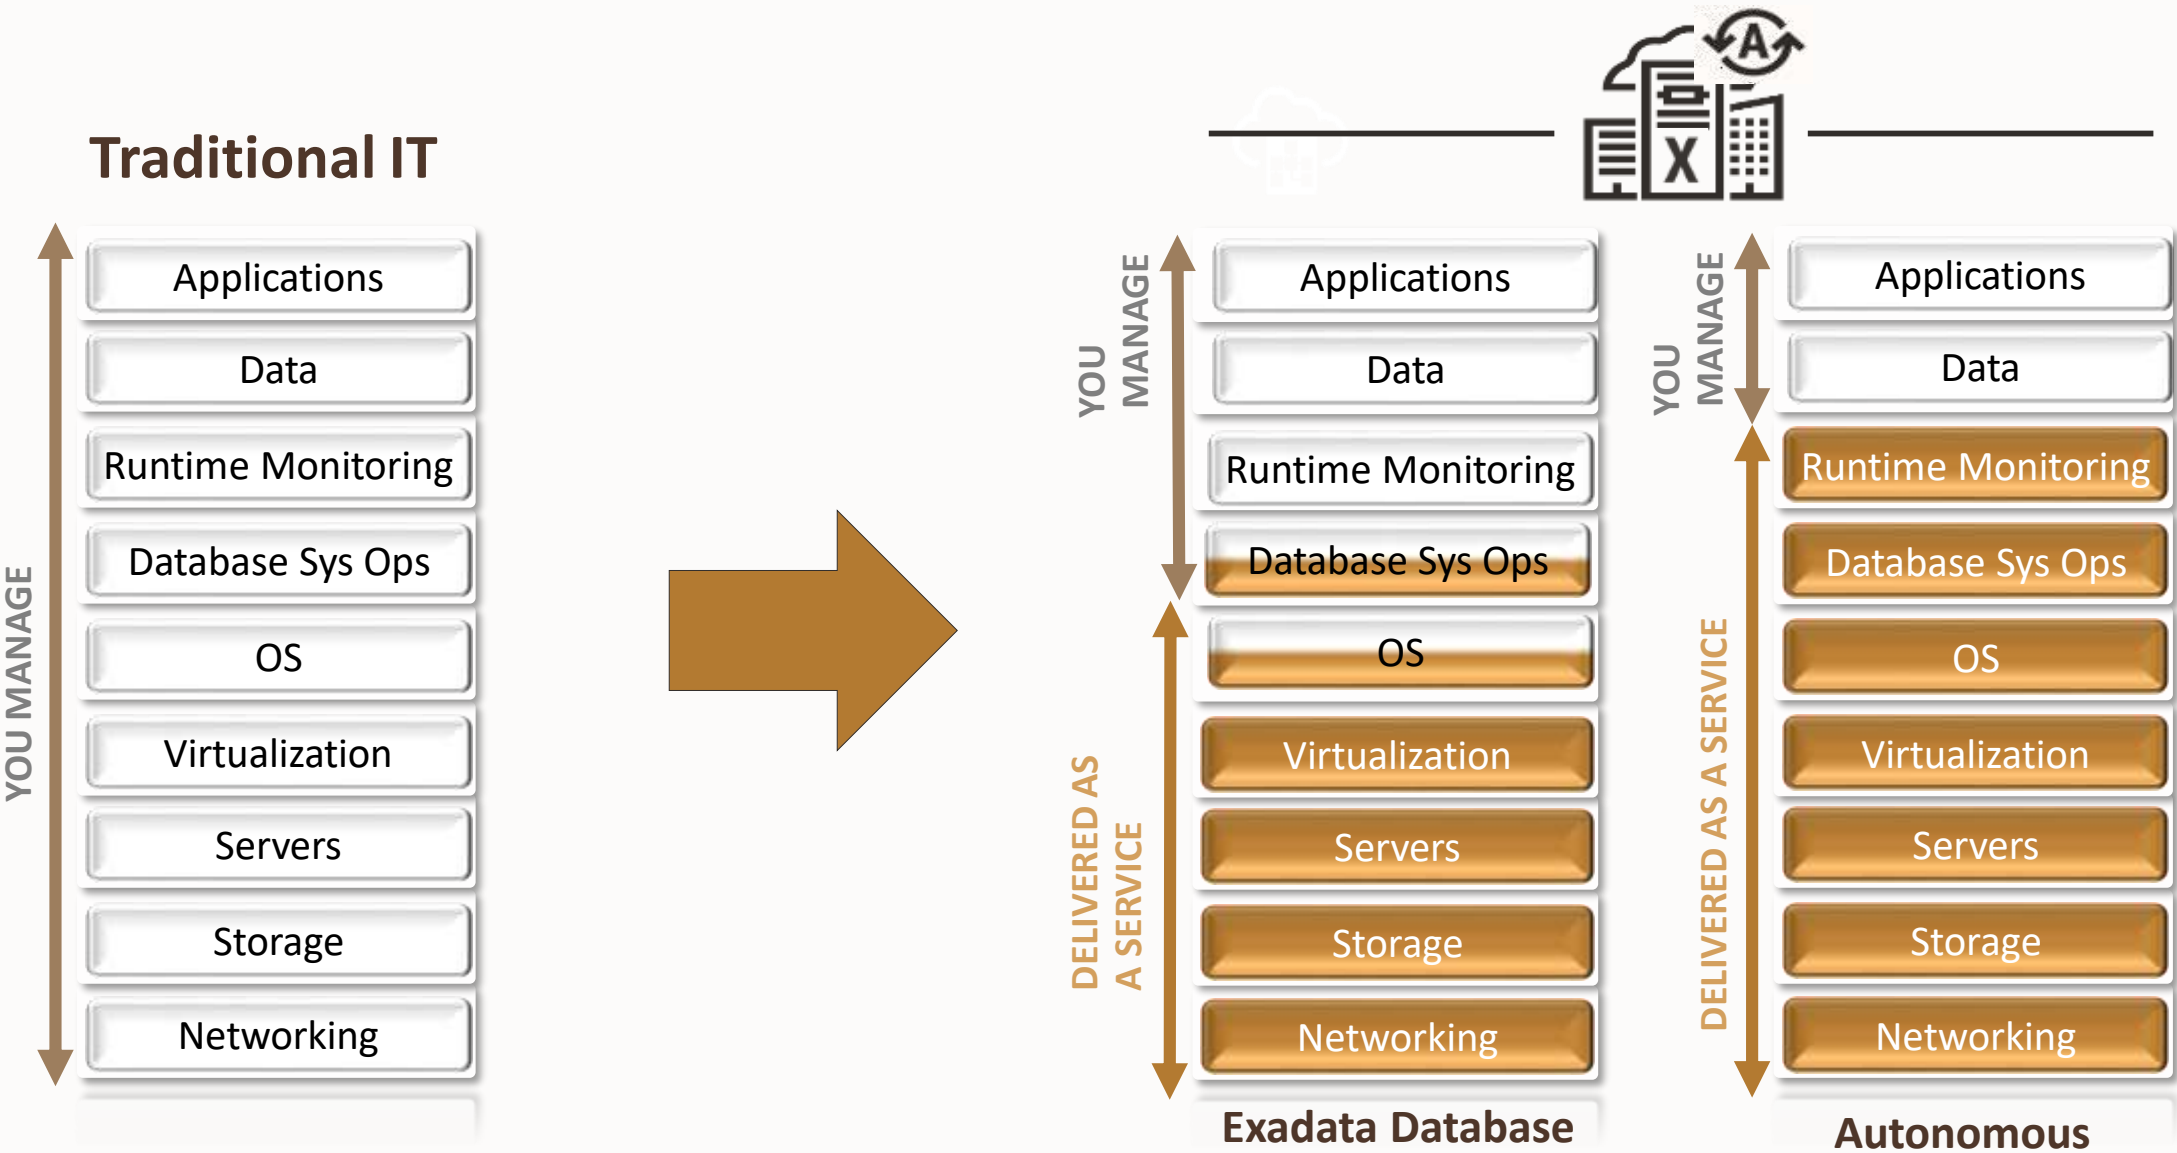 Traditional IT
YOU MANAGE
Applications
Data
Runtime Monitoring
Database Sys Ops
OS
Virtualization
Servers
Storage
Networking
A
X
YOU
MANAGE
DELIVERED AS
A SERVICE
Applications
Data
Runtime Monitoring
Database Sys Ops
OS
Virtualization
Servers
Storage
Networking
Exadata Database
YOU
MANAGE
DELIVERED AS A SERVICE
Applications
Data
Runtime Monitoring
Database Sys Ops
OS
Virtualization
Servers
Storage
Networking
Autonomous